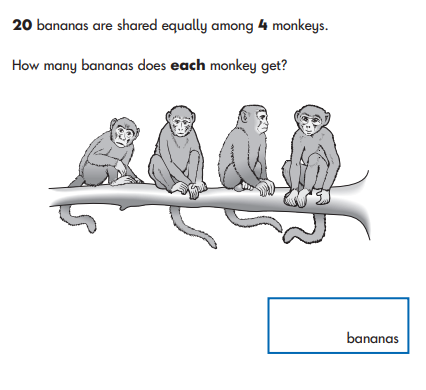 20 bananas are shared equally among 4 monkeys.
How many bananas does each monkey get?
bananas